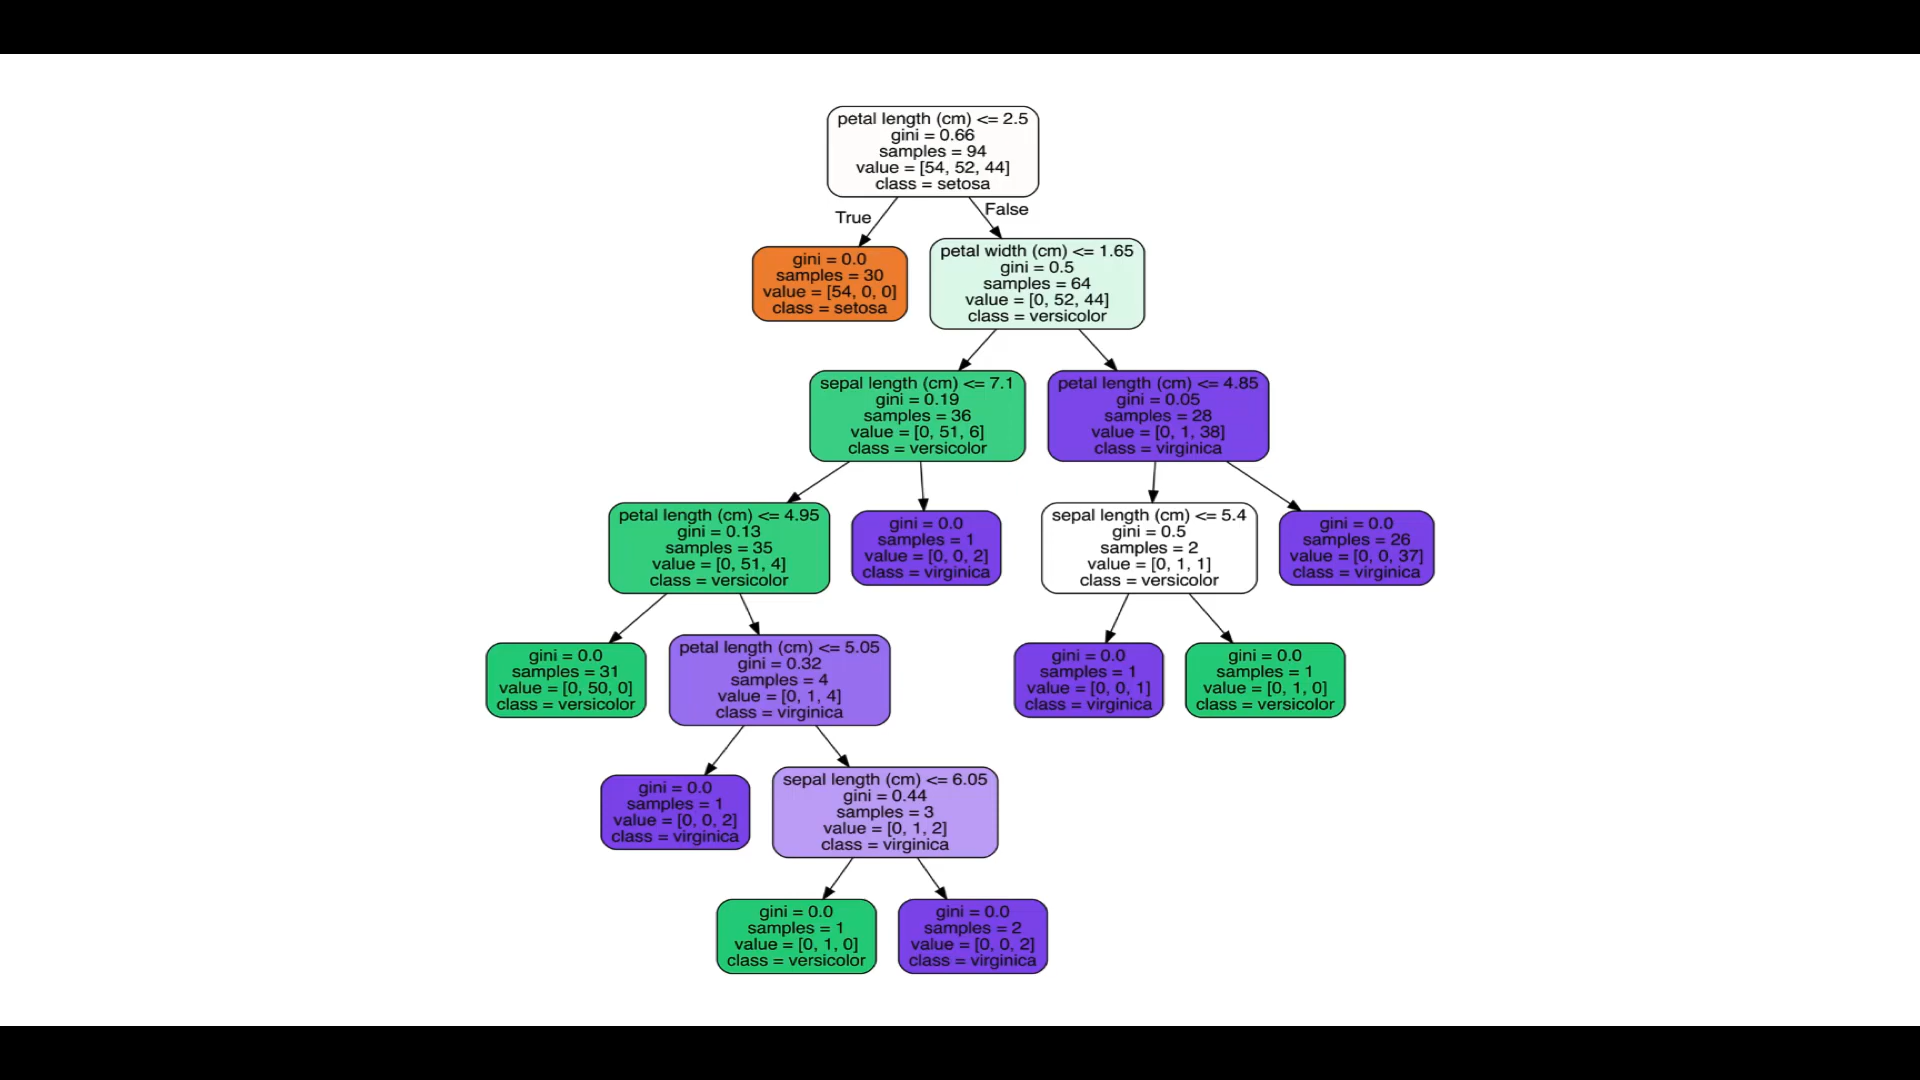 petal length (cm) <= 2.5
gini = 0.66
samples = 94
value = [54, 52, 44]
class = setosa
True
False
gini = 0.0
samples = 30
value = [54, 0, 0]
class = setosa
petal width (cm) <= 1.65
gini = 0.5
samples = 64
value = [0, 52, 44]
class = versicolor
sepal length (cm) <= 7.1
gini = 0.19
samples = 36
value = [0, 51, 6]
class = versicolor
petal length (cm) <= 4.85
gini = 0.05
samples = 28
value = [0, 1, 38]
class = virginica
petal length (cm) <= 4.95
gini = 0.13
samples = 35
value = [0, 51, 4]
class = versicolor
gini = 0.0
samples = 1
value = [0, 0, 2]
class = virginica
sepal length (cm) <= 5.4
gini = 0.5
samples = 2
value = [0, 1, 1]
class = versicolor
gini = 0.0
samples = 26
value = [0, 0, 37]
class = virginica
gini = 0.0
samples = 31
value = [0, 50, 0]
class = versicolor
petal length (cm) <= 5.05
gini = 0.32
samples = 4
value = [0, 1, 4]
class = virginica
gini = 0.0
samples = 1
value = [0, 0, 1]
class = virginica
gini = 0.0
samples = 1
value = [0, 1, 0]
class = versicolor
gini = 0.0
samples = 1
value = [0, 0, 2]
class = virginica
sepal length (cm) <= 6.05
gini = 0.44
samples = 3
value = [0, 1, 2]
class = virginica
gini = 0.0
samples = 1
value = [0, 1, 0]
class = versicolor
gini = 0.0
samples = 2
value = [0, 0, 2]
class = virginica